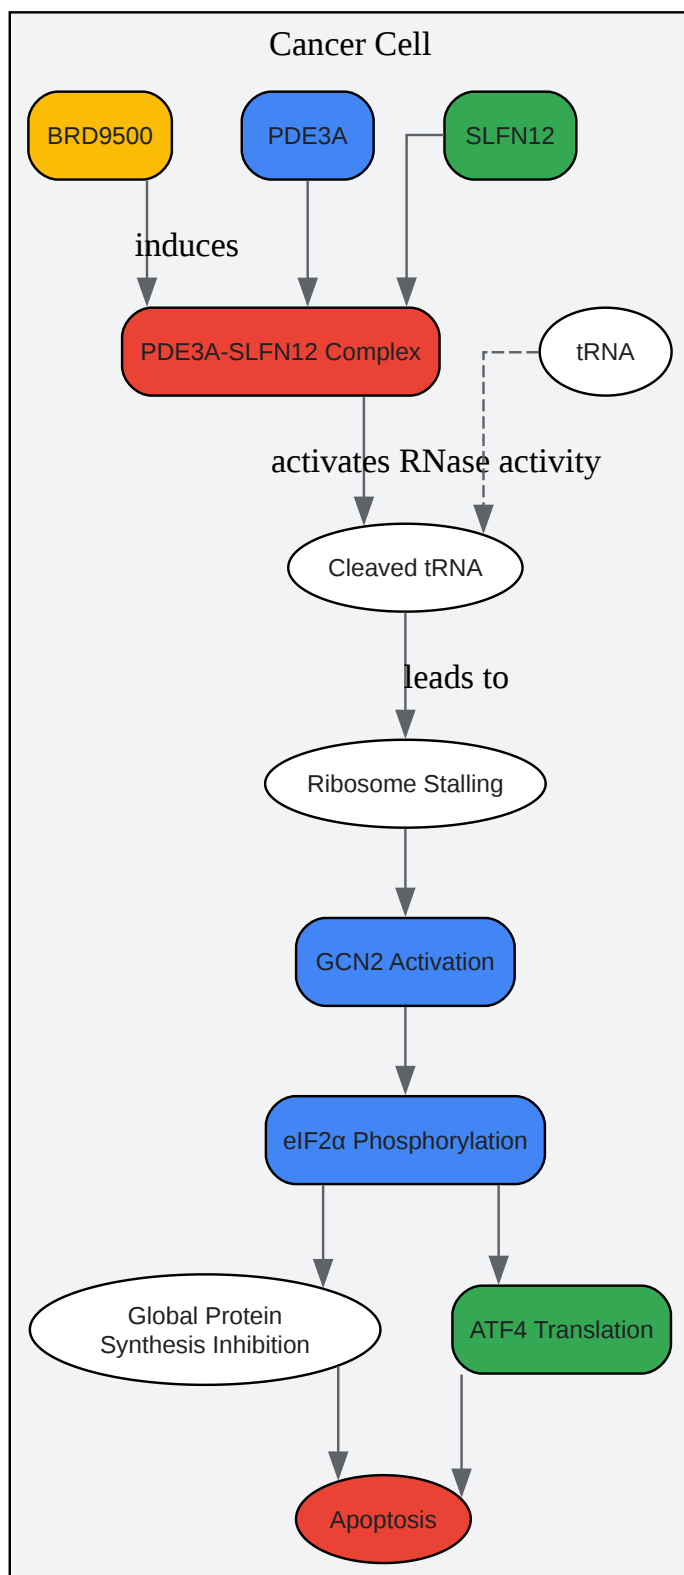 Cancer Cell
BRD9500
PDE3A
SLFN12
induces
PDE3A-SLFN12 Complex
tRNA
activates RNase activity
Cleaved tRNA
leads to
Ribosome Stalling
GCN2 Activation
eIF2α Phosphorylation
Global Protein
Synthesis Inhibition
ATF4 Translation
Apoptosis